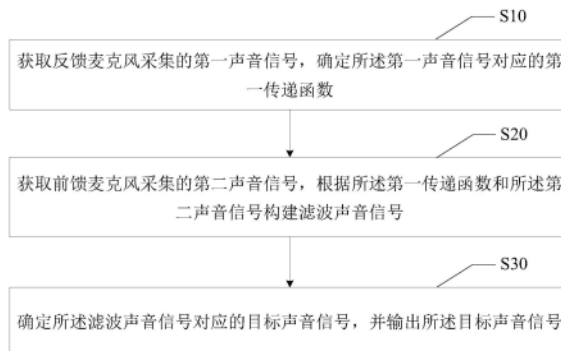 S10
获取反馈麦克风采集的第一声音信号，确定所述第一声音信号对应的第
一传递函数
S20
获取前馈麦克风采集的第二声音信号，根据所述第一传递函数和所述第
二声音信号构建滤波声音信号
S30
确定所述滤波声音信号对应的目标声音信号，并输出所述目标声音信号